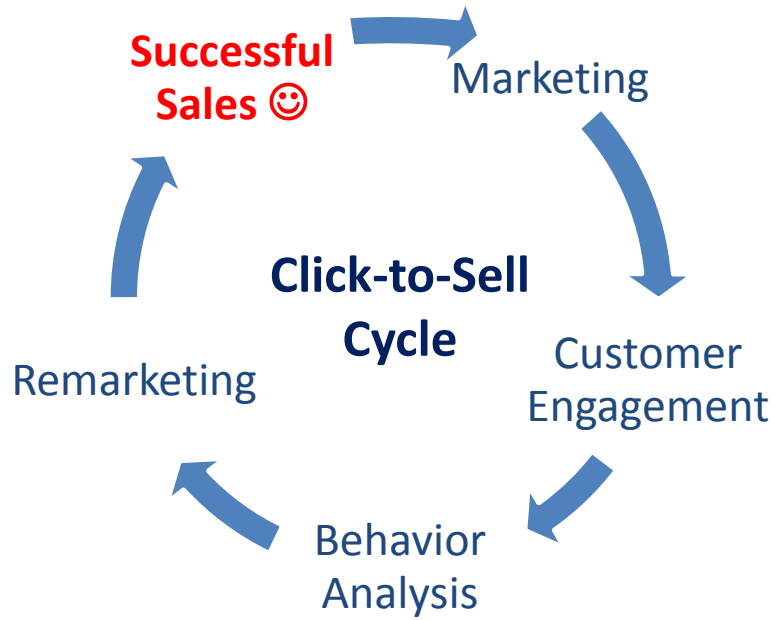 Successful
Sales ☺
Marketing
Click-to-Sell
Cycle
Customer
Engagement
Remarketing
Behavior
Analysis